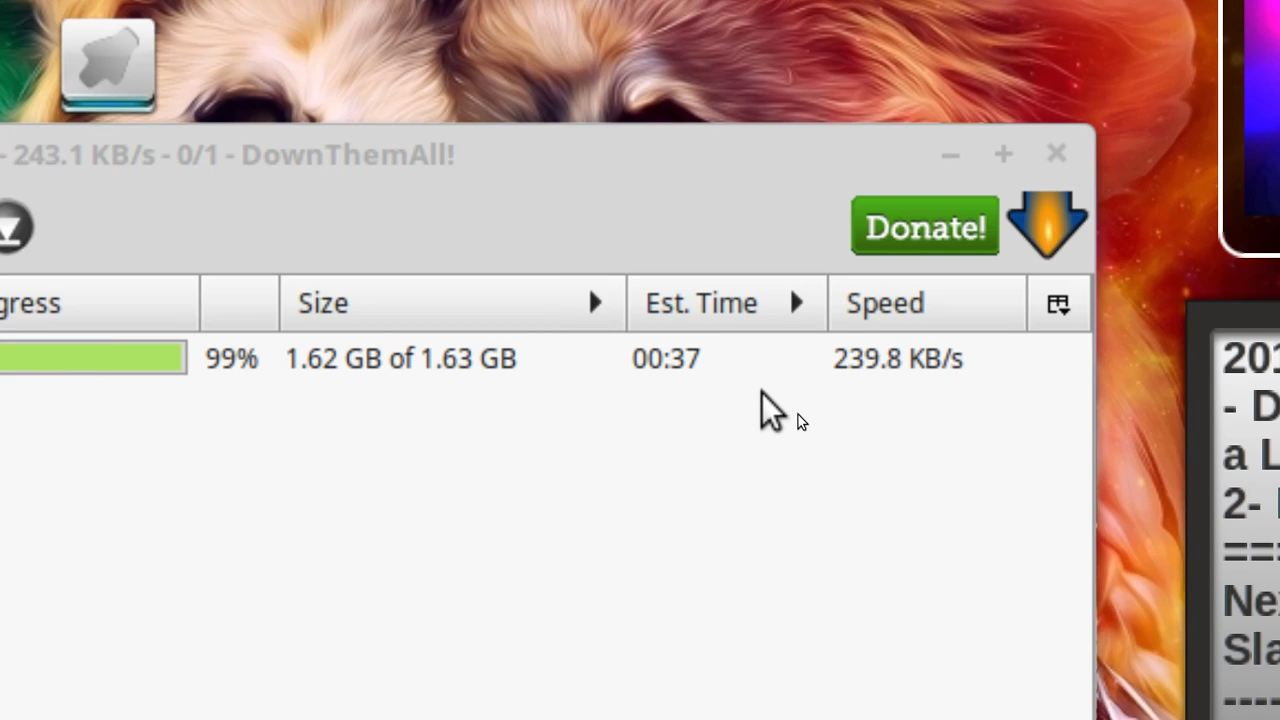 - 243.1 KB/s - 0/1 - DownThemAll!
Donate!
gress Size Est. Time Speed
99% 1.62 GB of 1.63 GB 00:37 239.8 KB/s
201
- D
a L
2-
===
Ne
Sla
----